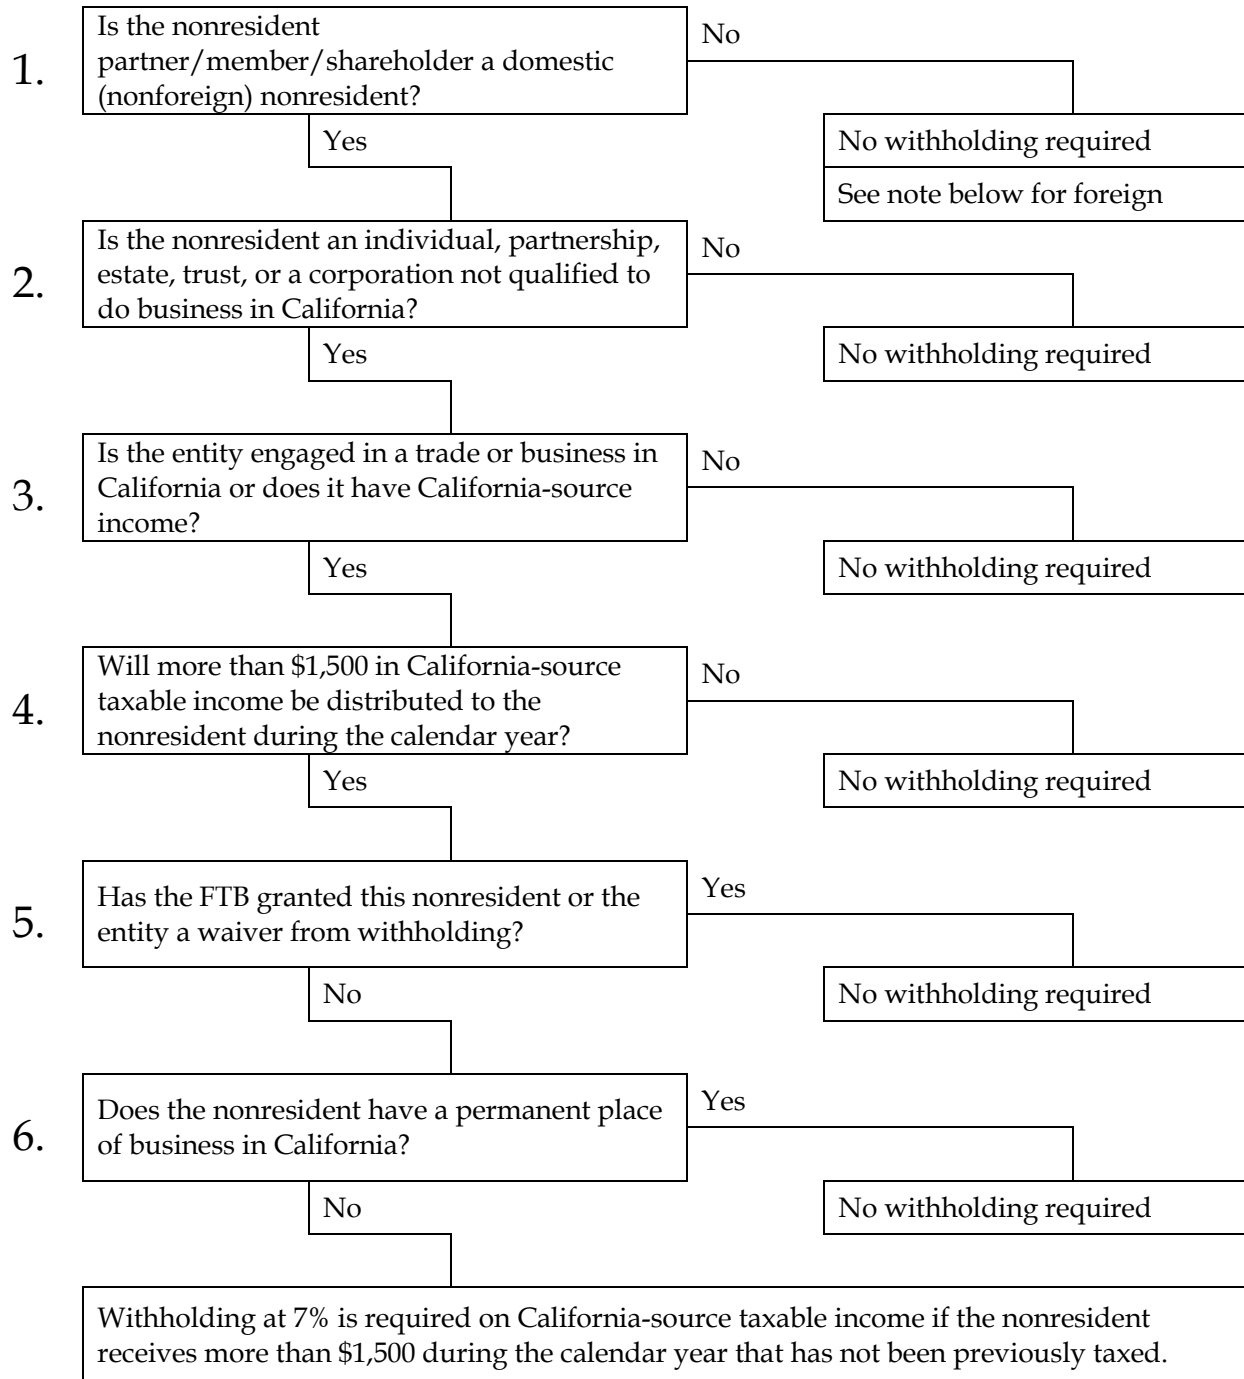 1.
Is the nonresident
partner/member/shareholder a domestic
(nonforeign) nonresident?
No
Yes
No withholding required
See note below for foreign
2.
Is the nonresident an individual, partnership,
estate, trust, or a corporation not qualified to
do business in California?
No
Yes
No withholding required
3.
Is the entity engaged in a trade or business in
California or does it have California-source
income?
No
Yes
No withholding required
4.
Will more than $1,500 in California-source
taxable income be distributed to the
nonresident during the calendar year?
No
Yes
No withholding required
5.
Has the FTB granted this nonresident or the
entity a waiver from withholding?
Yes
No
No withholding required
6.
Does the nonresident have a permanent place
of business in California?
Yes
No
No withholding required
Withholding at 7% is required on California-source taxable income if the nonresident
receives more than $1,500 during the calendar year that has not been previously taxed.